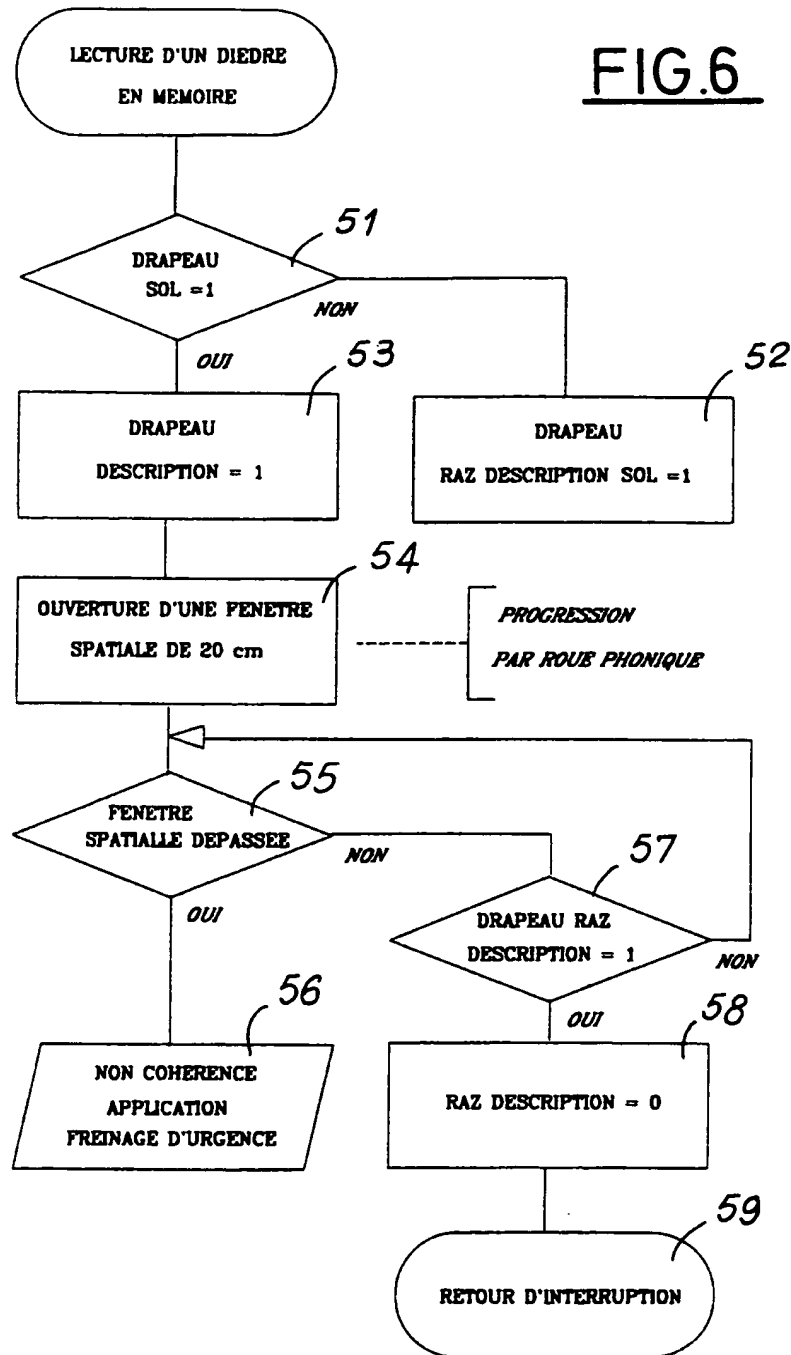 LECTURE D'UN DIEDRE
EN MEMOIRE
FIG.6
51
DRAPEAU
SOL =1
NON
OUI
53
DRAPEAU
DESCRIPTION = 1
52
DRAPEAU
RAZ DESCRIPTION SOL =1
54
OUVERTURE D'UNE FENETRE
SPATIALE DE 20 cm
PROGRESSION
PAR ROUE PHONIQUE
55
FENETRE
SPATIALLE DEPASSEE
NON
OUI
57
DRAPEAU RAZ
DESCRIPTION = 1
NON
OUI
56
NON COHERENCE
APPLICATION
FREINAGE D'URGENCE
58
RAZ DESCRIPTION = 0
59
RETOUR D'INTERRUPTION